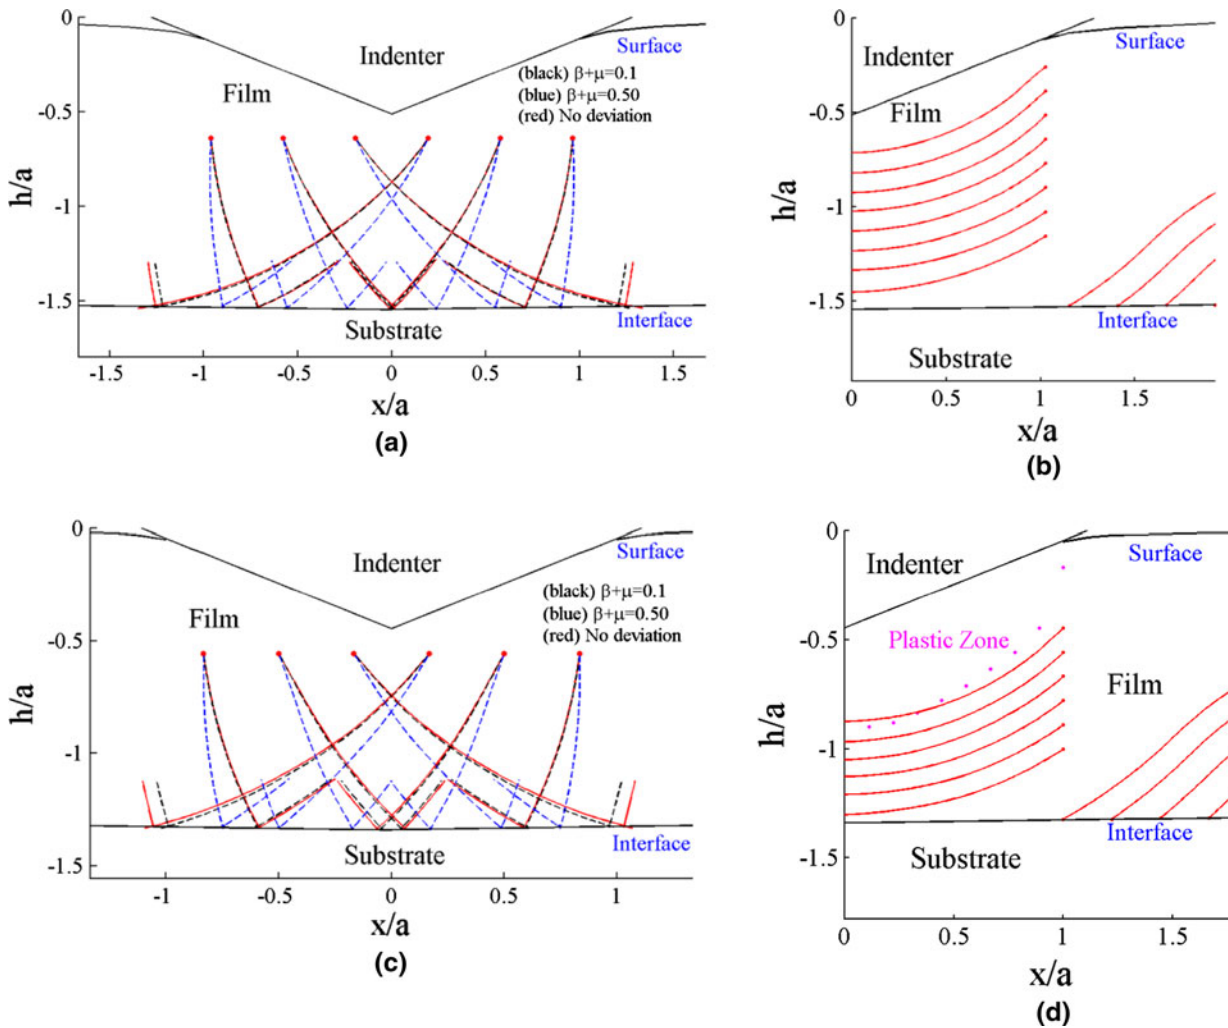 0
-0.5
-1
-1.5
h/a
Indenter
Surface
Film
(black) β+μ=0.1
(blue) β+μ=0.50
(red) No deviation
Substrate
Interface
-1.5 -1 -0.5 0 0.5 1 1.5
x/a
(a)
0
-0.5
-1
-1.5
h/a
Indenter
Surface
Film
Interface
Substrate
0 0.5 1 1.5
x/a
(b)
0
-0.5
-1
-1.5
h/a
Indenter
Surface
Film
(black) β+μ=0.1
(blue) β+μ=0.50
(red) No deviation
Substrate
Interface
-1 -0.5 0 0.5 1
x/a
(c)
0
-0.5
-1
-1.5
h/a
Indenter
Surface
Plastic Zone
Film
Interface
Substrate
0 0.5 1 1.5
x/a
(d)